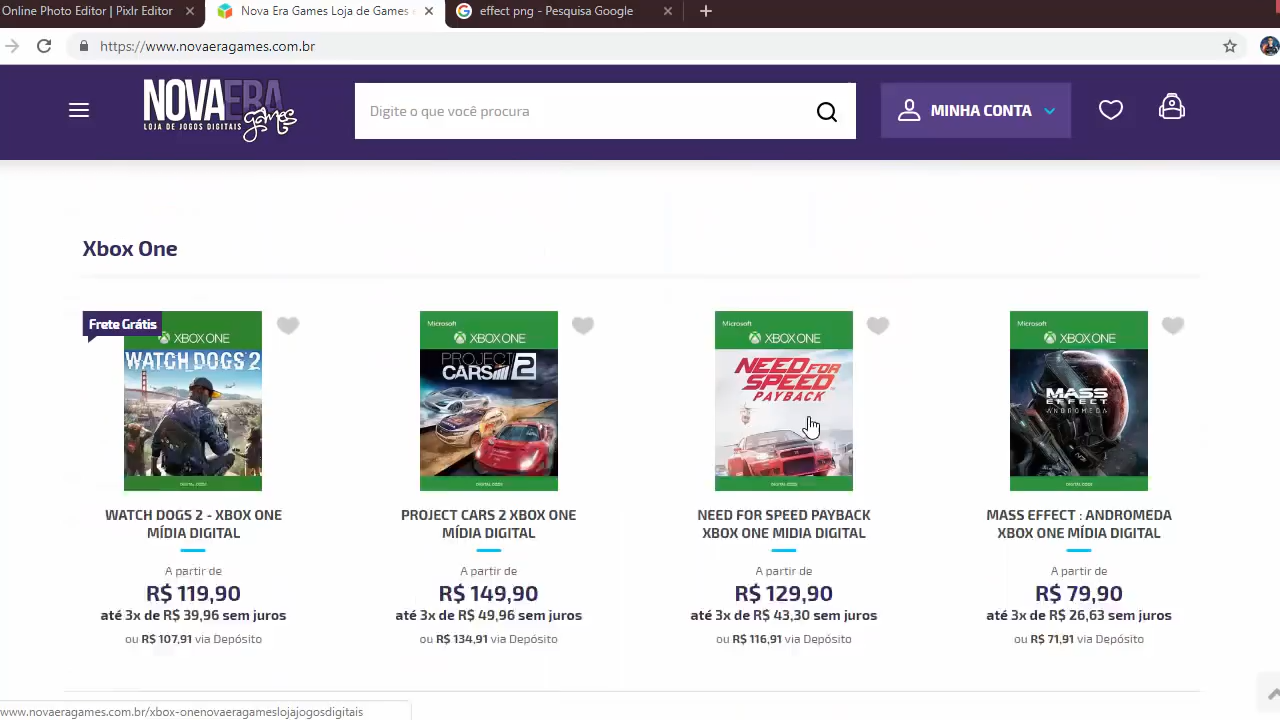 Online Photo Editor | Pixlr Editor
Nova Era Games Loja de Games e
effect png - Pesquisa Google
https://www.novaeragames.com.br
NOVAERA
games
LOJA DE JOGOS DIGITAIS
Digite o que você procura
MINHA CONTA
Xbox One
Frete Grátis
XBOX ONE
WATCH DOGS 2
Microsoft
XBOX ONE
PROJECT
CARS 2
Microsoft
XBOX ONE
NEED FOR
SPEED
PAYBACK
Microsoft
XBOX ONE
MASS
EFFECT
ANDROMEDA
WATCH DOGS 2 - XBOX ONE
MÍDIA DIGITAL
A partir de
R$ 119,90
até 3x de R$ 39,96 sem juros
ou R$ 107,91 via Depósito
PROJECT CARS 2 XBOX ONE
MÍDIA DIGITAL
A partir de
R$ 149,90
até 3x de R$ 49,96 sem juros
ou R$ 134,91 via Depósito
NEED FOR SPEED PAYBACK
XBOX ONE MIDIA DIGITAL
A partir de
R$ 129,90
até 3x de R$ 43,30 sem juros
ou R$ 116,91 via Depósito
MASS EFFECT : ANDROMEDA
XBOX ONE MÍDIA DIGITAL
A partir de
R$ 79,90
até 3x de R$ 26,63 sem juros
ou R$ 71,91 via Depósito
www.novaeragames.com.br/xbox-onenovaeragameslojajogosdigitais